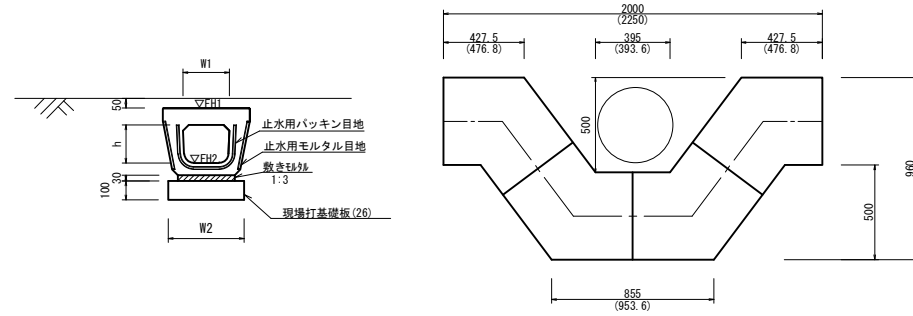 W1
50
▽FH1
h
▽FH2
止水用パッキン目地
止水用モルタル目地
敷きモルタル
1:3
30
100
現場打基礎板(26)
W2
2000
(2250)
427.5
(476.8)
395
(393.6)
427.5
(476.8)
500
960
500
855
(953.6)